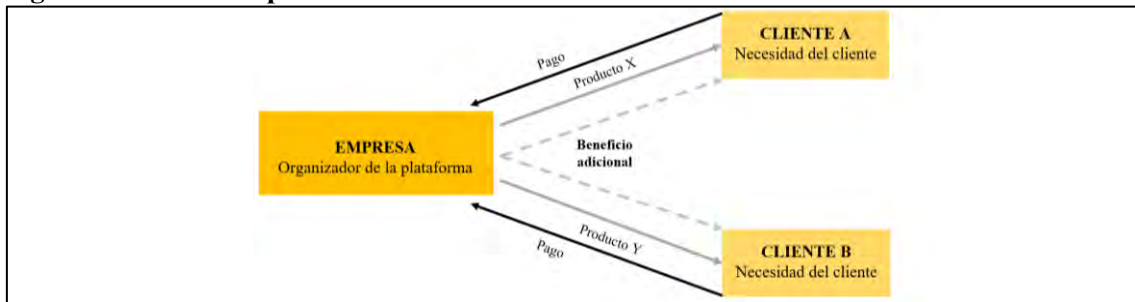 Pago
Producto X
CLIENTE A
Necesidad del cliente
EMPRESA
Organizador de la plataforma
Beneficio
adicional
Producto Y
Pago
CLIENTE B
Necesidad del cliente